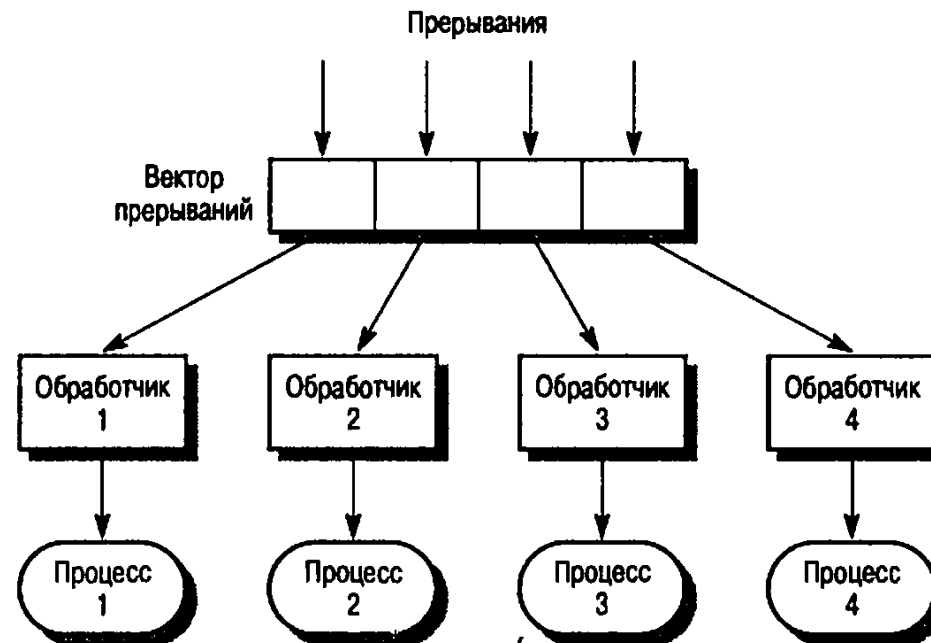 Прерывания
Вектор
прерываний
Обработчик
1
Обработчик
2
Обработчик
3
Обработчик
4
Процесс
1
Процесс
2
Процесс
3
Процесс
4